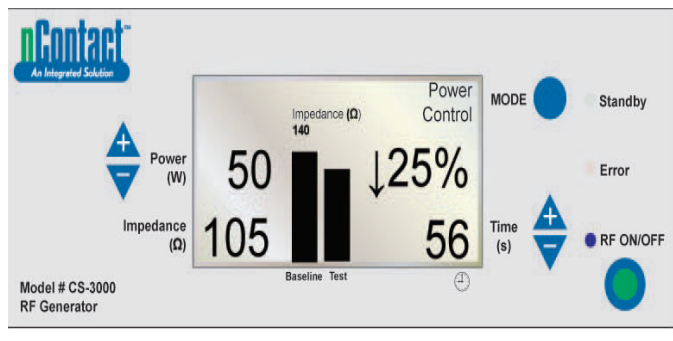 nContact™
An Integrated Solution
Power
Control
Impedance (Ω)
140
MODE
Standby
+
Power
(W)
−
50
↓25%
Error
Impedance
(Ω)
105
56
Time
(s)
+
−
RF ON/OFF
Baseline Test
Model # CS-3000
RF Generator